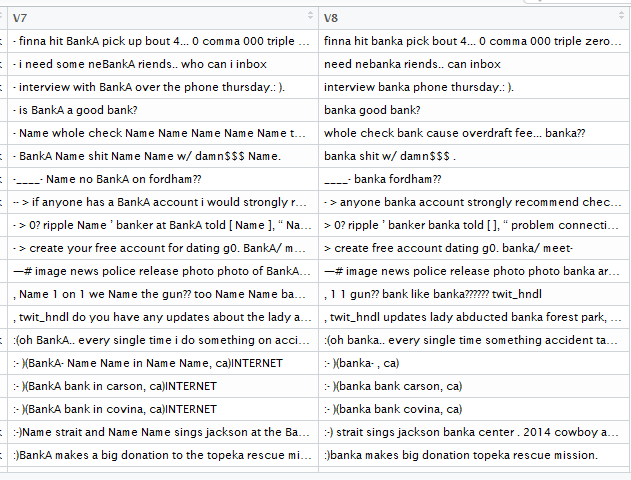 V7 V8
- finna hit BankA pick up bout 4... 0 comma 000 triple ... finna hit banka pick bout 4... 0 comma 000 triple zero...
- i need some neBankA riends.. who can i inbox need nebanka riends.. can inbox
- interview with BankA over the phone thursday.: ). interview banka phone thursday.: ).
- is BankA a good bank? banka good bank?
- Name whole check Name Name Name Name Name t... whole check bank cause overdraft fee... banka??
- BankA Name shit Name Name w/ damn$$$ Name. banka shit w/ damn$$$ .
-____- Name no BankA on fordham?? ____- banka fordham??
-- > if anyone has a BankA account i would strongly r... - > anyone banka account strongly recommend chec...
- > 0? ripple Name ' banker at BankA told [ Name ], “ Na... > 0? ripple ' banker banka told [ ], “ problem connecti...
- > create your free account for dating g0. BankA/ m... > create free account dating g0. banka/ meet-
—# image news police release photo photo of BankA... —# image news police release photo photo banka ar...
, Name 1 on 1 we Name the gun?? too Name Name ba... , 1 1 gun?? bank like banka?????? twit_hndl
, twit_hndl do you have any updates about the lady a... , twit_hndl updates lady abducted banka forest park, ...
:(oh BankA.. every single time i do something on acci... :(oh banka.. every single time something accident ta...
:- )(BankA- Name Name in Name Name, ca)INTERNET :- )(banka- , ca)
:- )(BankA bank in carson, ca)INTERNET :- )(banka bank carson, ca)
:- )(BankA bank in covina, ca)INTERNET :- )(banka bank covina, ca)
:-)Name strait and Name Name sings jackson at the Ba... :-) strait sings jackson banka center . 2014 cowboy a...
:)BankA makes a big donation to the topeka rescue mi... :)banka makes big donation topeka rescue mission.